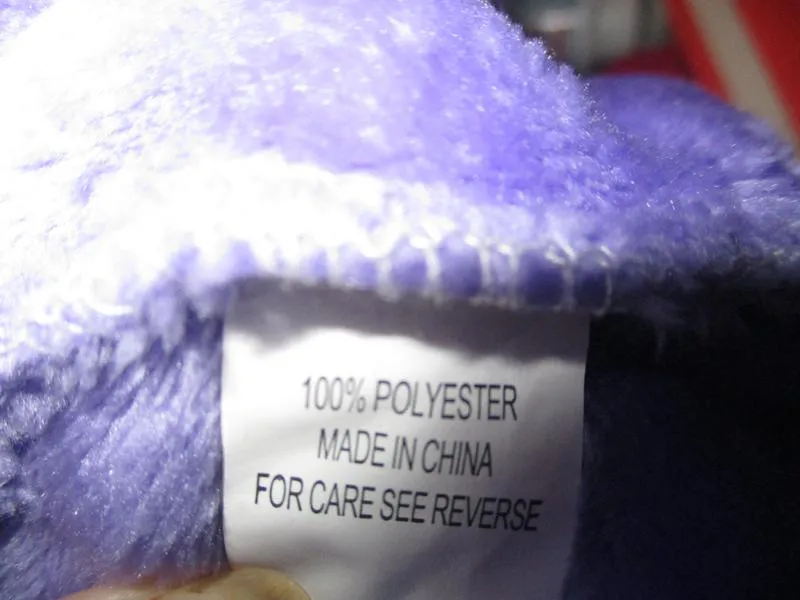 100% POLYESTER
MADE IN CHINA
FOR CARE SEE REVERSE